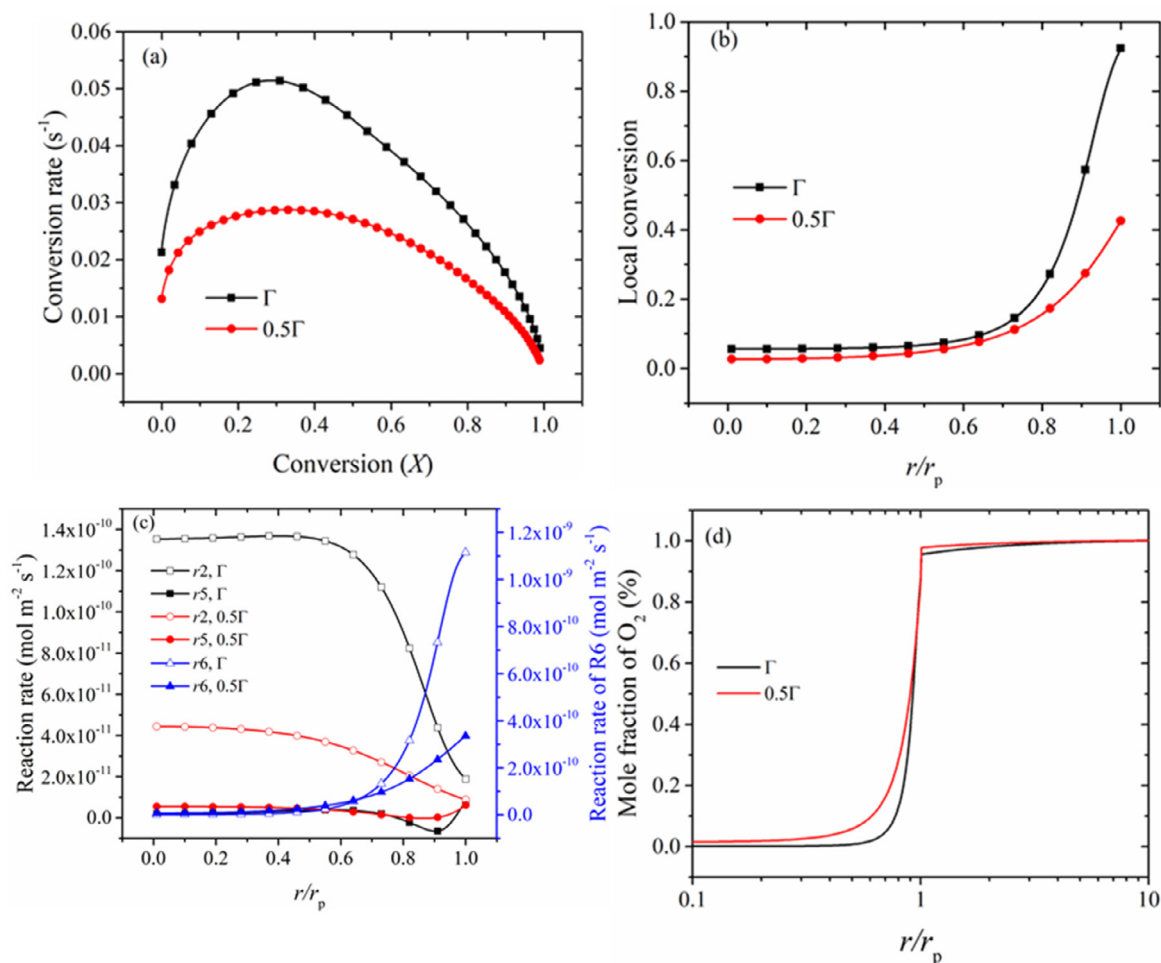 (a)
Conversion rate (s⁻¹)
0.06
0.05
0.04
0.03
0.02
0.01
0.00
Γ
0.5Γ
0.0 0.2 0.4 0.6 0.8 1.0
Conversion (X)
(b)
Local conversion
1.0
0.8
0.6
0.4
0.2
0.0
Γ
0.5Γ
0.0 0.2 0.4 0.6 0.8 1.0
r/rₚ
(c)
Reaction rate (mol m⁻² s⁻¹)
1.4x10⁻¹⁰
1.2x10⁻¹⁰
1.0x10⁻¹⁰
8.0x10⁻¹¹
6.0x10⁻¹¹
4.0x10⁻¹¹
2.0x10⁻¹¹
0.0
r2, Γ
r5, Γ
r2, 0.5Γ
r5, 0.5Γ
r6, Γ
r6, 0.5Γ
1.2x10⁻⁹
1.0x10⁻⁹
8.0x10⁻¹⁰
6.0x10⁻¹⁰
4.0x10⁻¹⁰
2.0x10⁻¹⁰
0.0
Reaction rate of R6 (mol m⁻² s⁻¹)
0.0 0.2 0.4 0.6 0.8 1.0
r/rₚ
(d)
Mole fraction of O₂ (%)
1.0
0.8
0.6
0.4
0.2
0.0
Γ
0.5Γ
0.1 1 10
r/rₚ